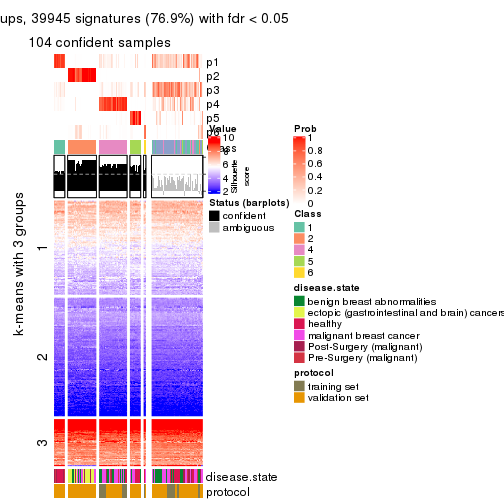 ups, 39945 signatures (76.9%) with fdr < 0.05
104 confident samples
p1
p2
p3
p4
p5
Value
10
8
6
4
2
Silhouette
score
Status (barplots)
confident
ambiguous
Prob
1
0.8
0.6
0.4
0.2
0
Class
1
2
4
5
6
disease.state
benign breast abnormalities
ectopic (gastrointestinal and brain) cancers
healthy
malignant breast cancer
Post-Surgery (malignant)
Pre-Surgery (malignant)
protocol
training set
validation set
k-means with 3 groups
1
2
3
disease.state
protocol